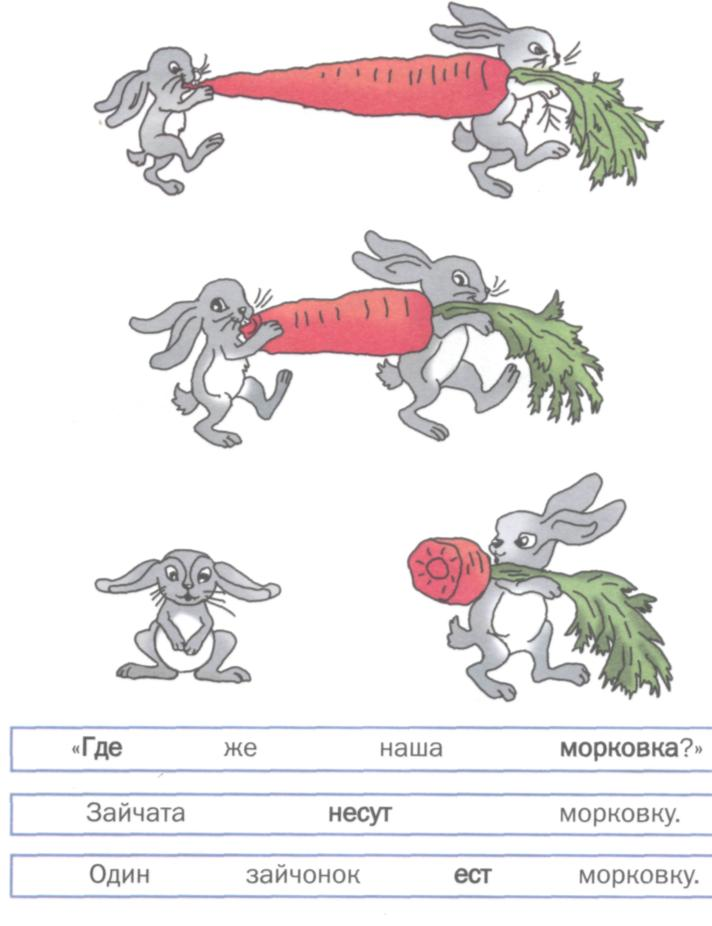 «Где же наша морковка?»
Зайчата несут морковку.
Один зайчонок ест морковку.